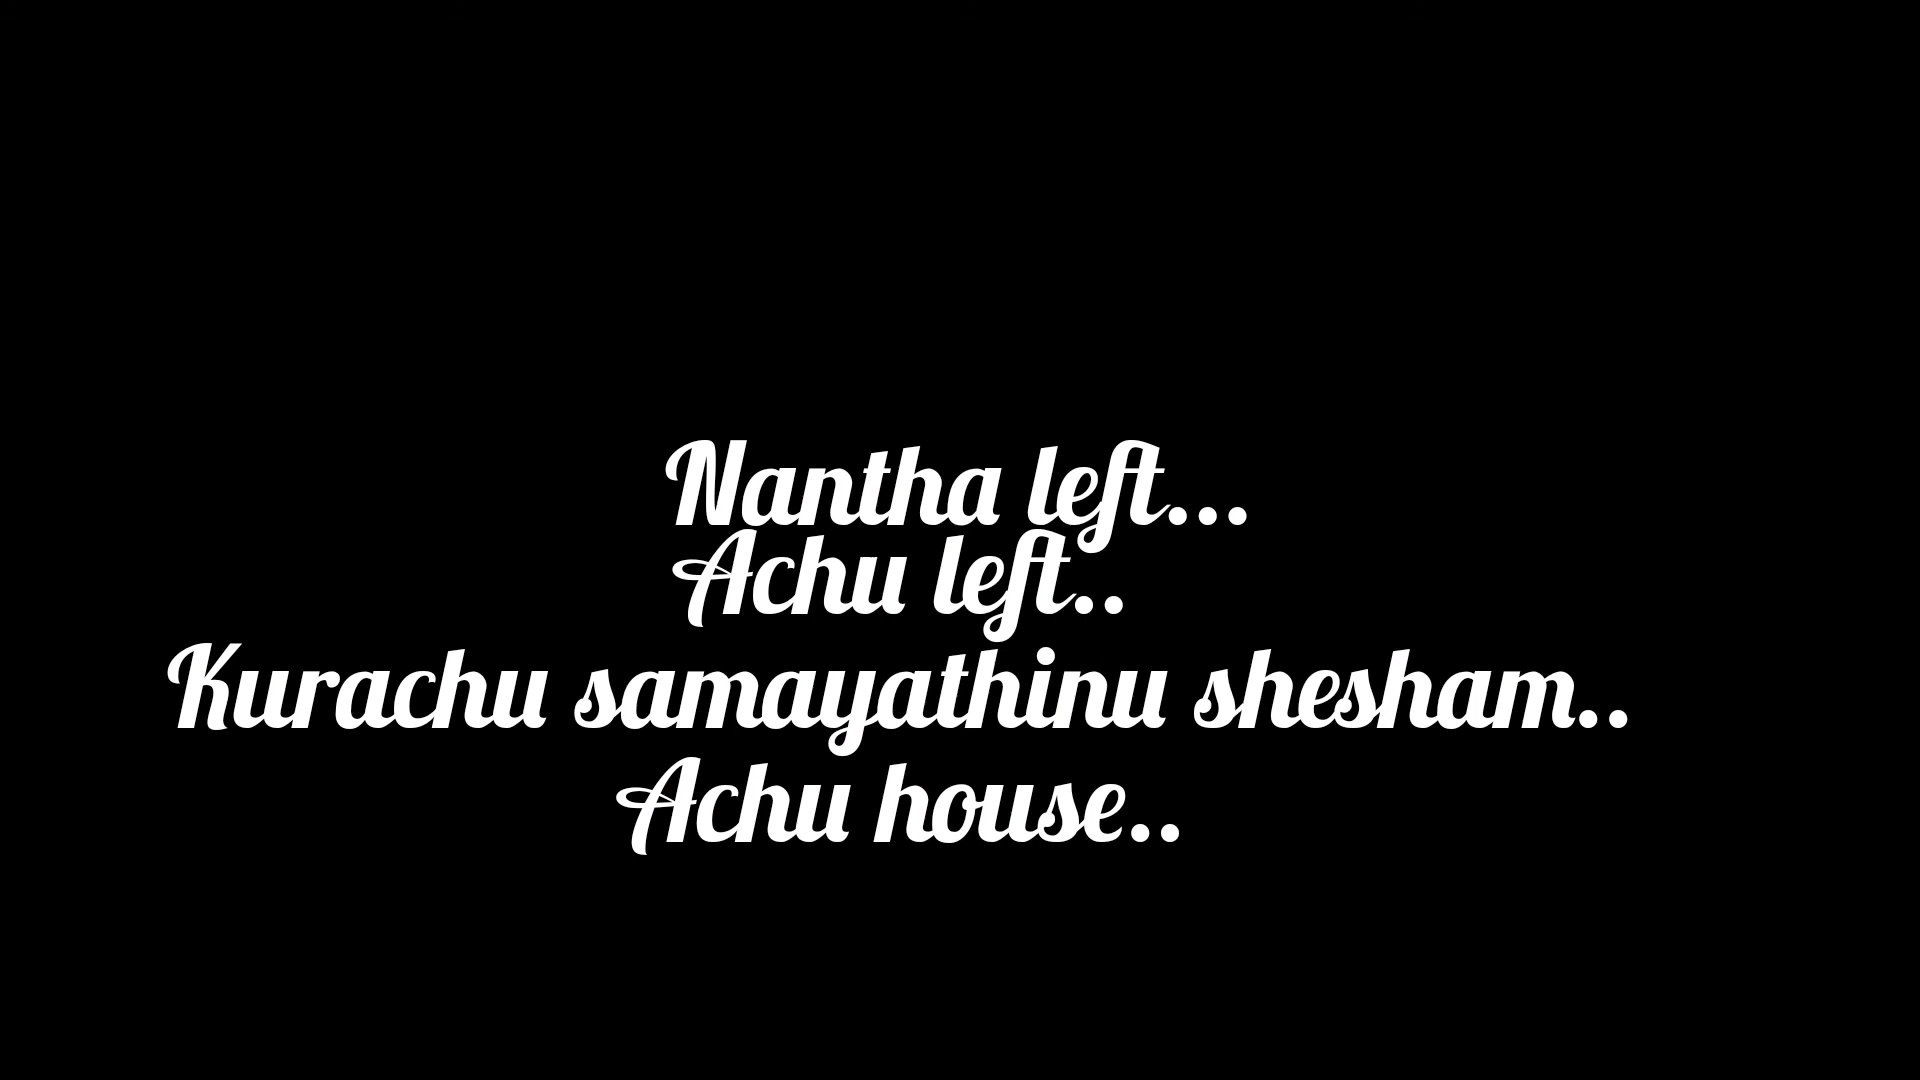 Nantha left...
Achu left..
Kurachu samayathinu shesham..
Achu house..